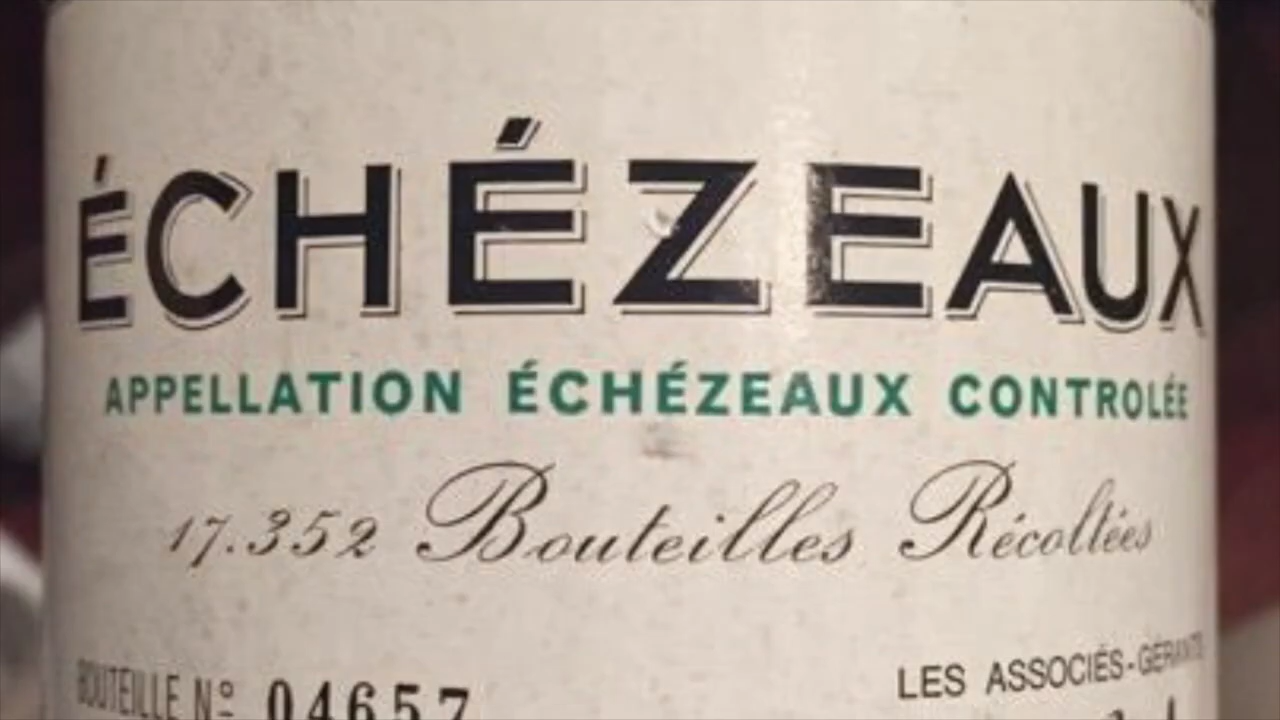 ÉCHÉZEAUX
APPELLATION ÉCHÉZEAUX CONTROLÉE
17.352 Bouteilles Récoltées
BOUTEILLE Nº 04657
LES ASSOCIÉS-GÉRANTS